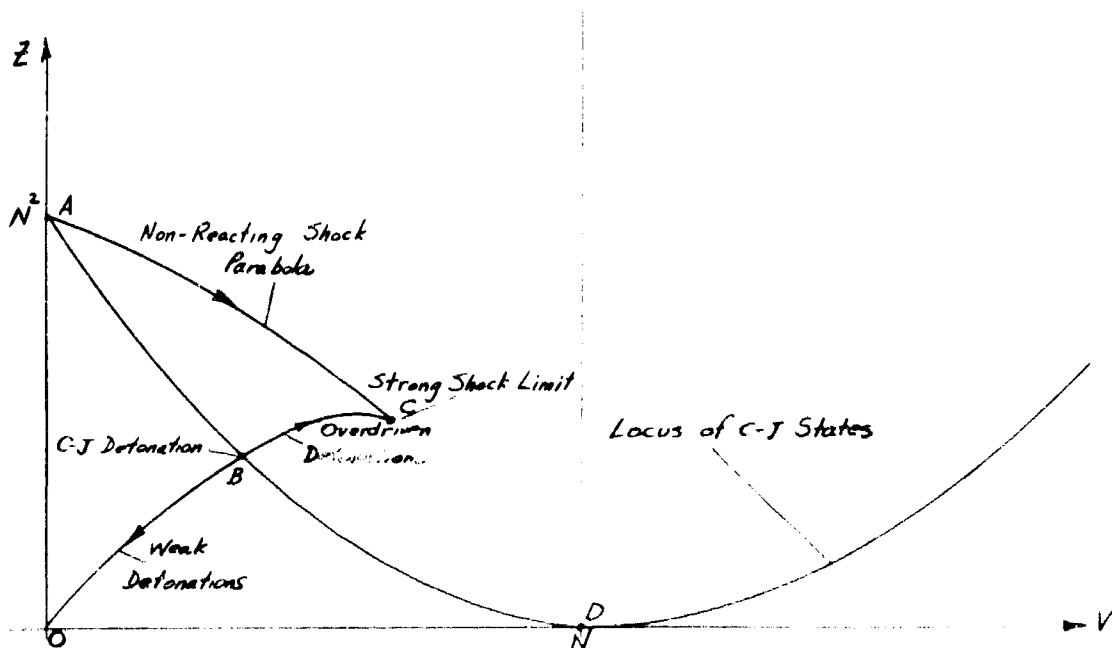 Z
N²
A
Non-Reacting Shock
Parabola
Strong Shock Limit
C
Overdriven
C-J Detonation
Locus of C-J States
B
Weak
Detonations
O
D
N
V